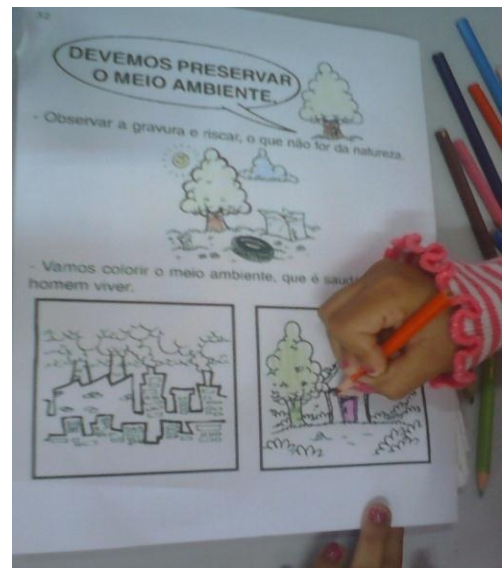 32
DEVEMOS PRESERVAR
O MEIO AMBIENTE.
- Observar a gravura e riscar, o que não for da natureza.
- Vamos colorir o meio ambiente, que é
homem viver.